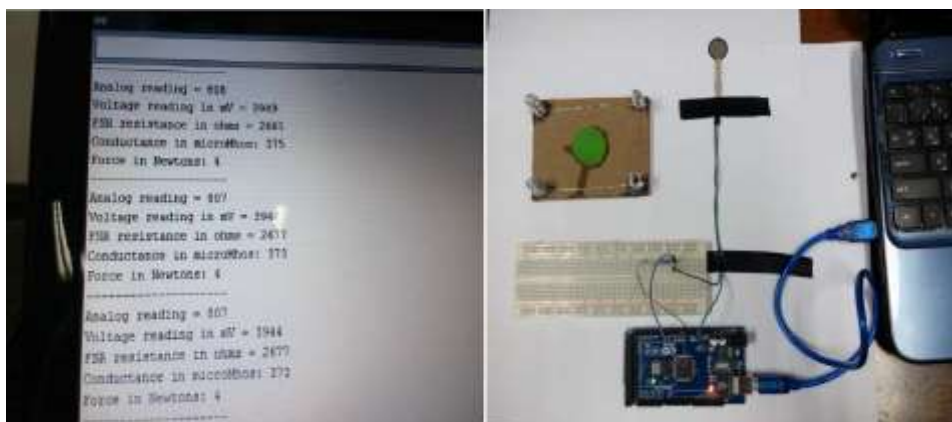 Analog reading = 808
Voltage reading in mV = 3949
FSR resistance in ohms = 2661
Conductance in microMhos: 375
Force in Newtons: 4
--------------------
Analog reading = 807
Voltage reading in mV = 394
FSR resistance in ohms = 2677
Conductance in microMhos: 373
Force in Newtons: 4
--------------------
Analog reading = 807
Voltage reading in mV = 3944
FSR resistance in ohms = 2677
Conductance in microMhos: 373
Force in Newtons: 4
--------------------